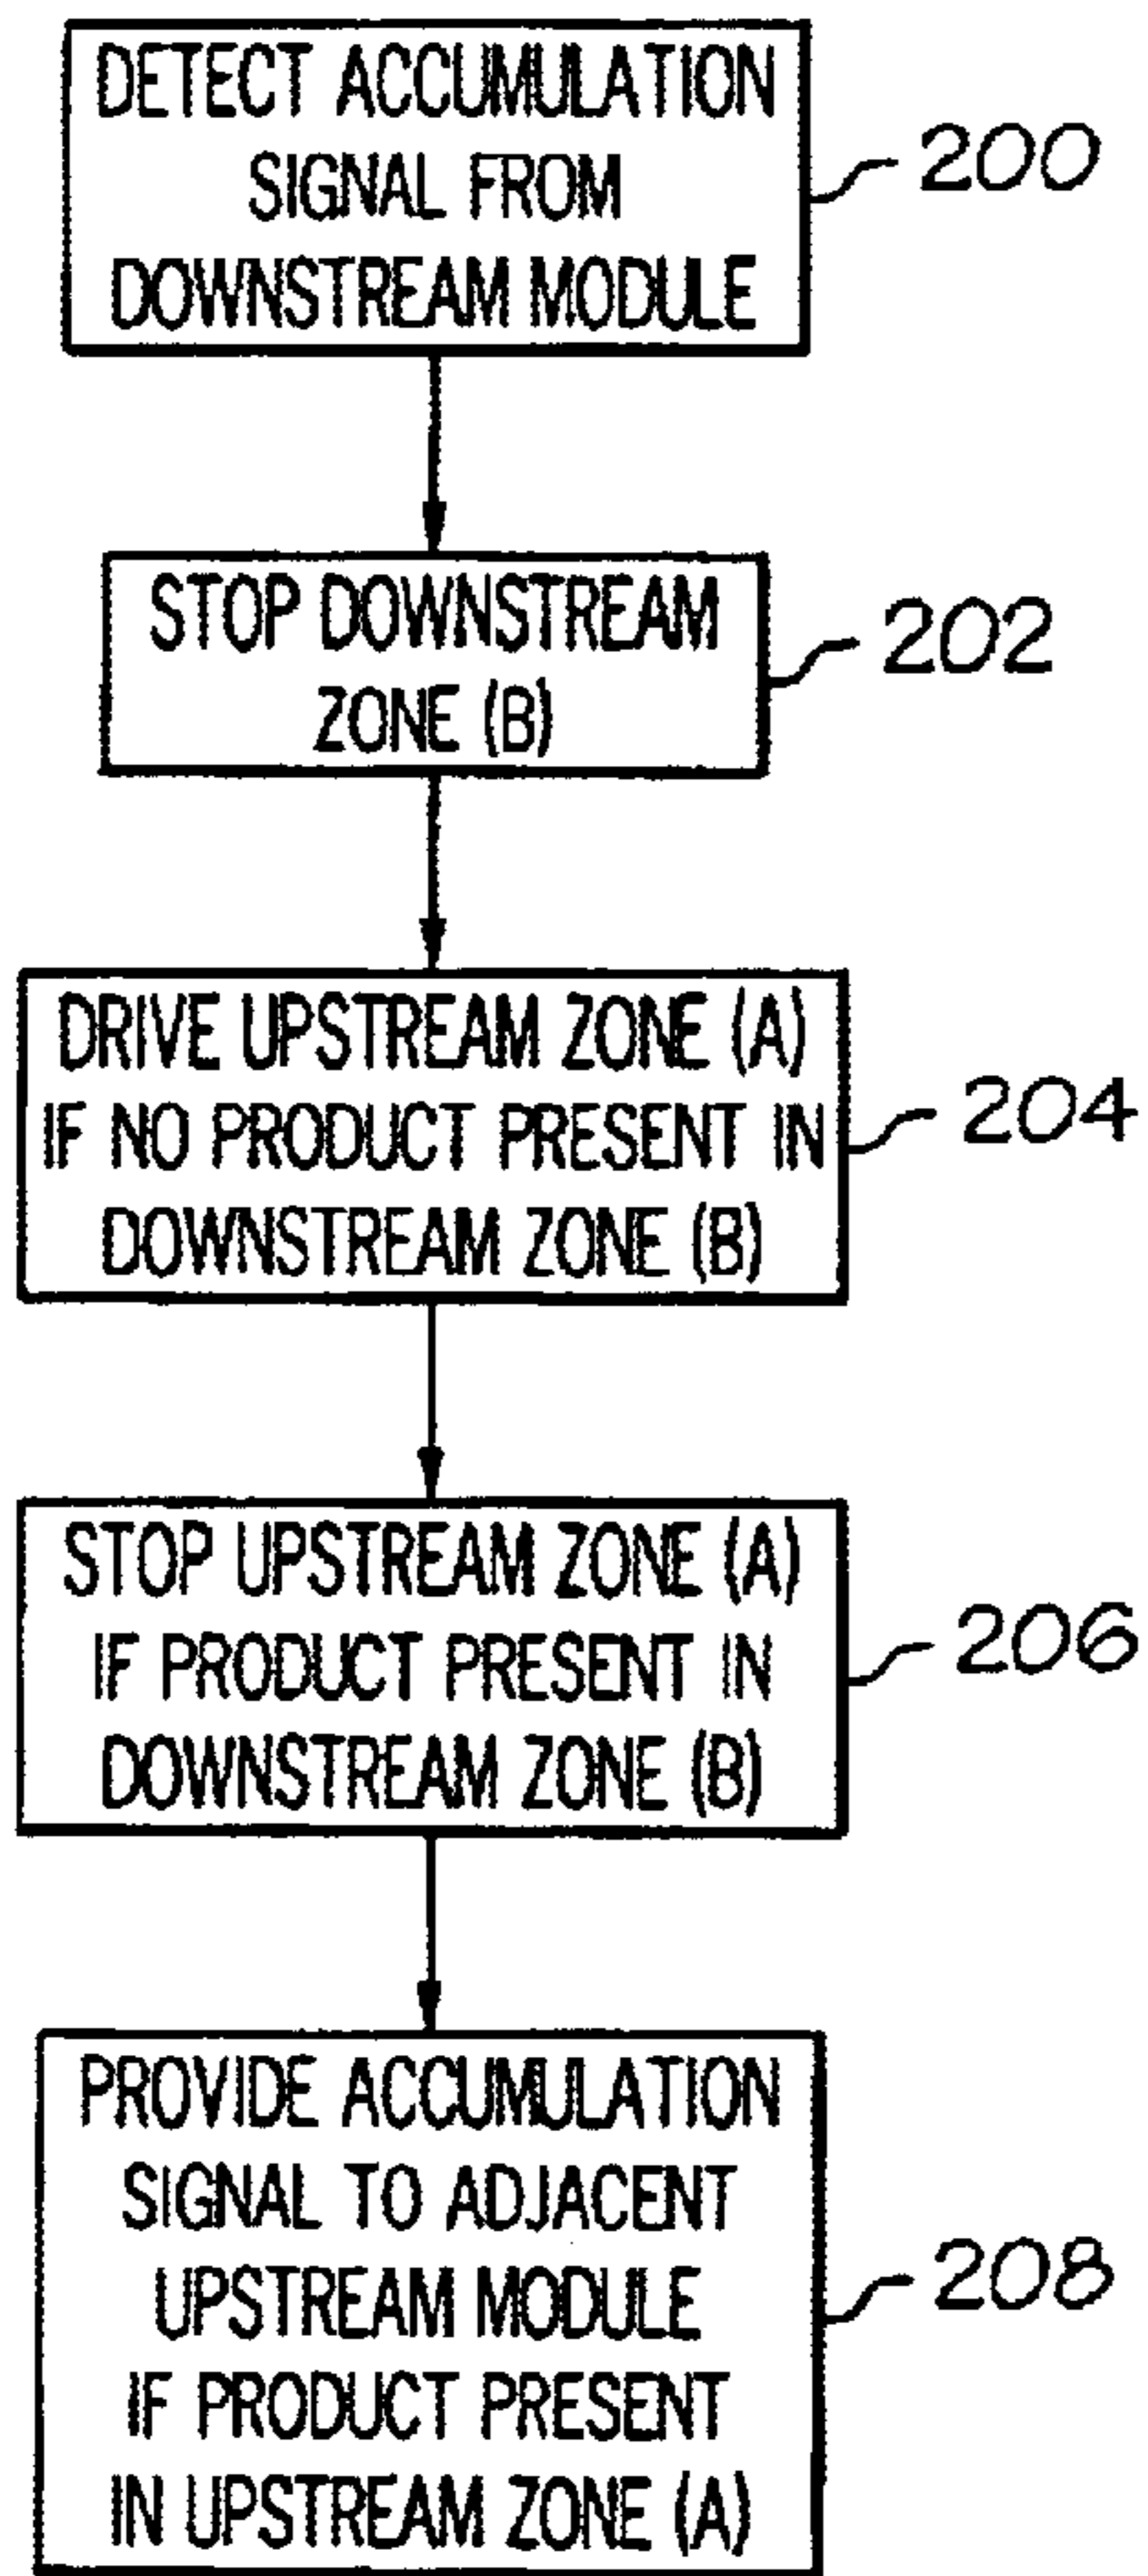 DETECT ACCUMULATION
SIGNAL FROM
DOWNSTREAM MODULE
200
STOP DOWNSTREAM
ZONE (B)
202
DRIVE UPSTREAM ZONE (A)
IF NO PRODUCT PRESENT IN
DOWNSTREAM ZONE (B)
204
STOP UPSTREAM ZONE (A)
IF PRODUCT PRESENT IN
DOWNSTREAM ZONE (B)
206
PROVIDE ACCUMULATION
SIGNAL TO ADJACENT
UPSTREAM MODULE
IF PRODUCT PRESENT
IN UPSTREAM ZONE (A)
208